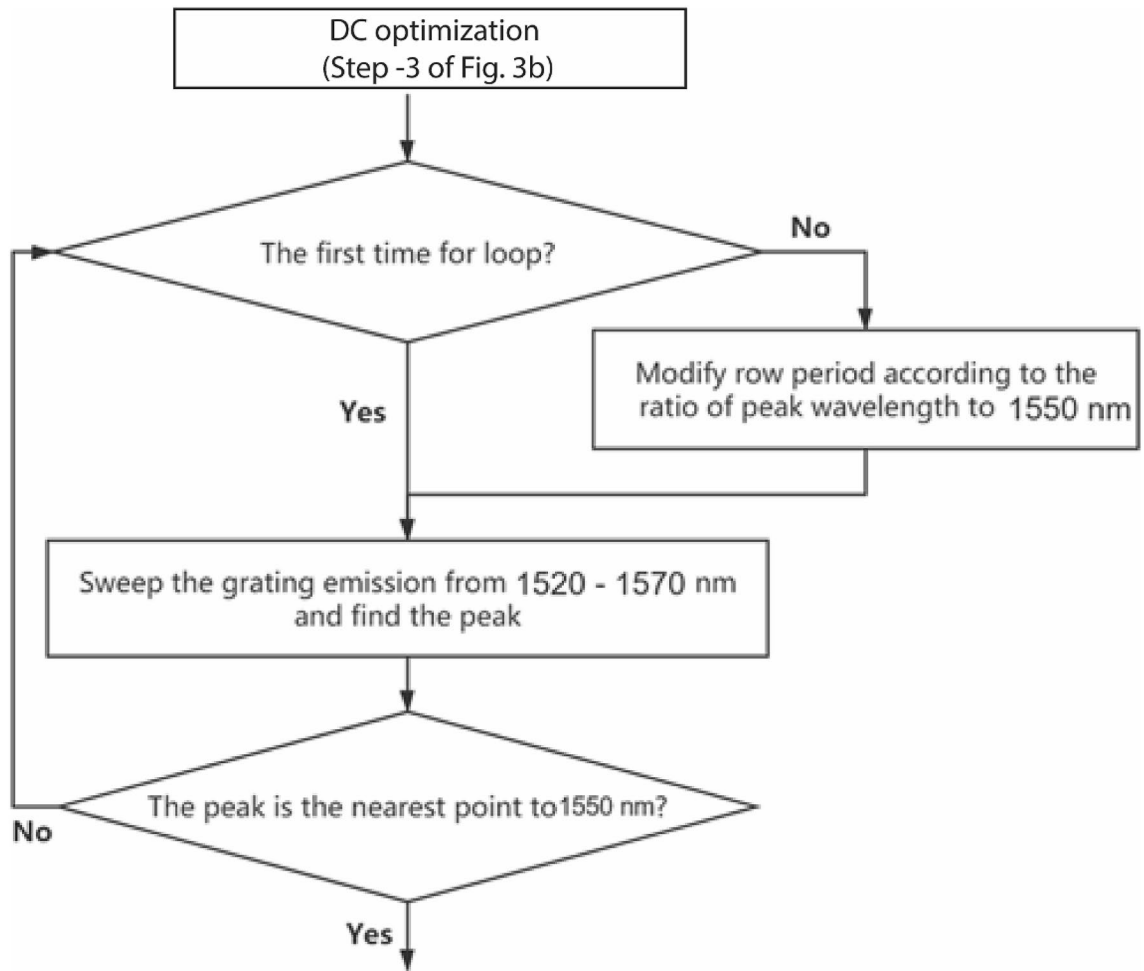 DC optimization
(Step -3 of Fig. 3b)
The first time for loop?
No
Modify row period according to the
ratio of peak wavelength to 1550 nm
Yes
Sweep the grating emission from 1520 - 1570 nm
and find the peak
The peak is the nearest point to1550 nm?
No
Yes